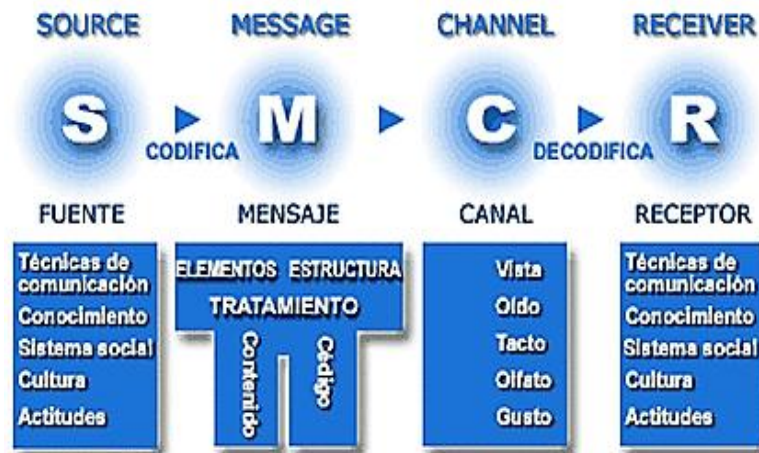 SOURCE MESSAGE CHANNEL RECEIVER
S M C R
CODIFICA DECODIFICA
FUENTE MENSAJE CANAL RECEPTOR
Técnicas de
comunicación
Conocimiento
Sistema social
Cultura
Actitudes
ELEMENTOS ESTRUCTURA
TRATAMIENTO
Contenido
Código
Vista
Oído
Tacto
Olfato
Gusto
Técnicas de
comunicación
Conocimiento
Sistema social
Cultura
Actitudes